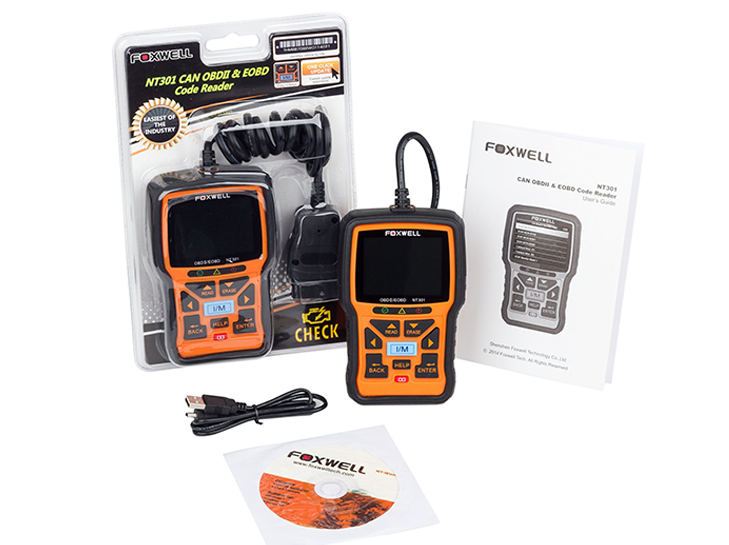 FOXWELL
NT301 CAN OBDII & EOBD
Code Reader
ONE CLICK
UPDATE
EASIEST OF
THE
INDUSTRY
FOXWELL
OBDII/EOBD NT301
READ ERASE
I/M
BACK HELP ENTER
CHECK
FOXWELL
OBDII/EOBD NT301
READ ERASE
I/M
BACK HELP ENTER
FOXWELL
NT301
CAN OBDII & EOBD Code Reader
User's Guide
FOXWELL
I/M
Shenzhen Foxwell Technology Co.,Ltd
© 2014 Foxwell Tech. All Rights Reserved
FOXWELL
www.foxwelltech.com